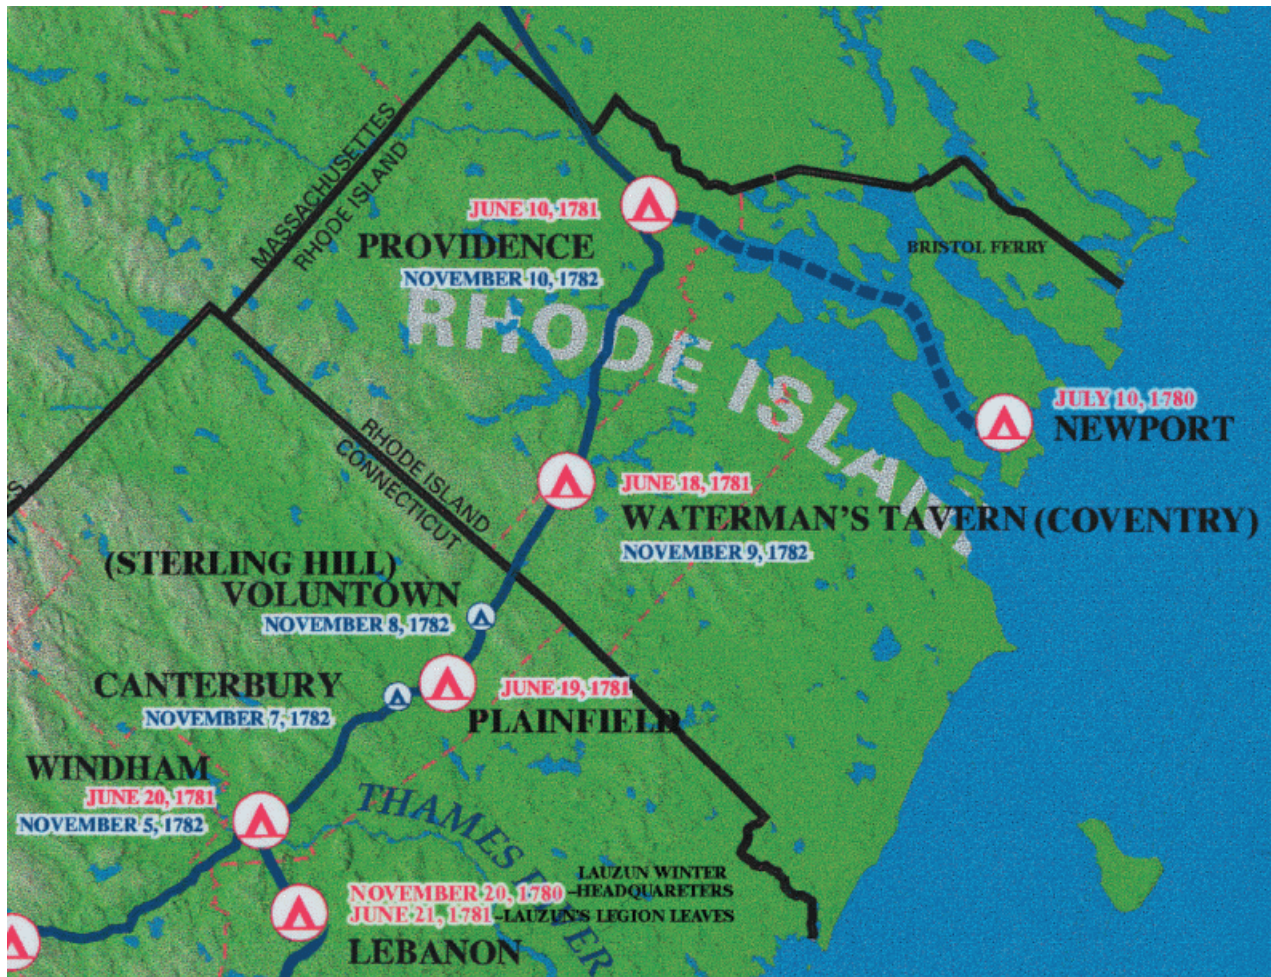 MASSACHUSETTES
RHODE ISLAND
JUNE 10, 1781
PROVIDENCE
NOVEMBER 10, 1782
BRISTOL FERRY
RHODE ISLAND
JULY 10, 1780
NEWPORT
RHODE ISLAND
CONNECTICUT
JUNE 18, 1781
WATERMAN'S TAVERN (COVENTRY)
NOVEMBER 9, 1782
(STERLING HILL)
VOLUNTOWN
NOVEMBER 8, 1782
CANTERBURY
NOVEMBER 7, 1782
JUNE 19, 1781
PLAINFIELD
WINDHAM
JUNE 20, 1781
NOVEMBER 5, 1782
THAMES RIVER
LAUZUN WINTER
NOVEMBER 20, 1780 –HEADQUARETERS
JUNE 21, 1781 –LAUZUN'S LEGION LEAVES
LEBANON